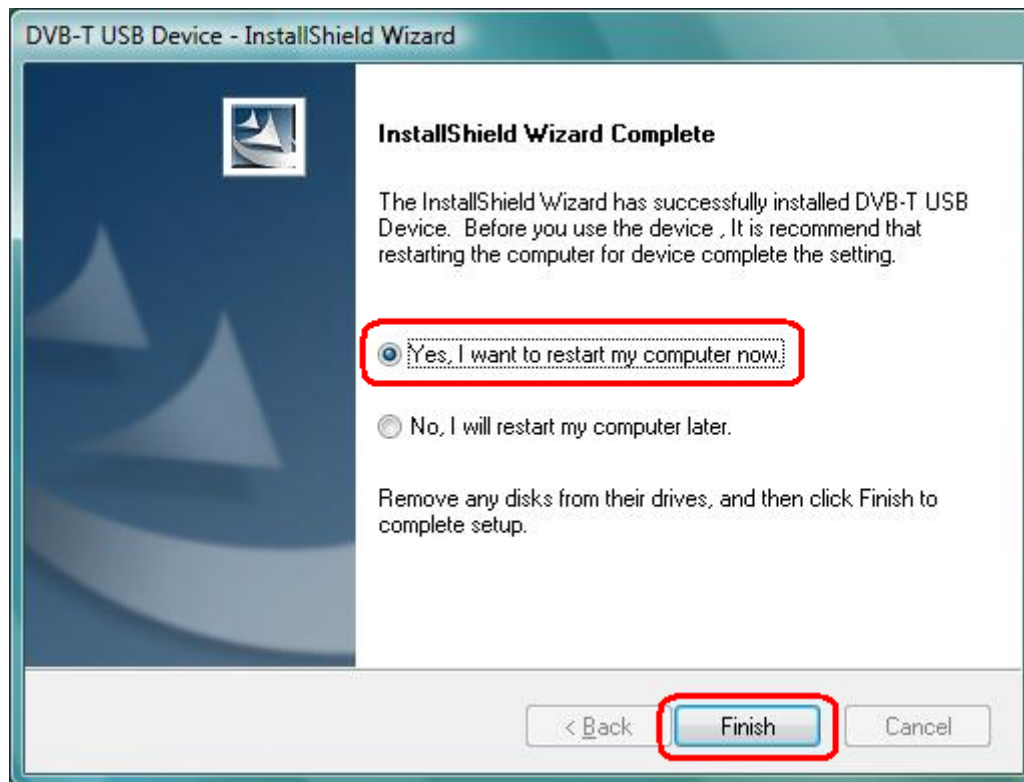 DVB-T USB Device - InstallShield Wizard
InstallShield Wizard Complete
The InstallShield Wizard has successfully installed DVB-T USB
Device.  Before you use the device , It is recommend that
restarting the computer for device complete the setting.
Yes, I want to restart my computer now.
No, I will restart my computer later.
Remove any disks from their drives, and then click Finish to
complete setup.
< Back Finish Cancel